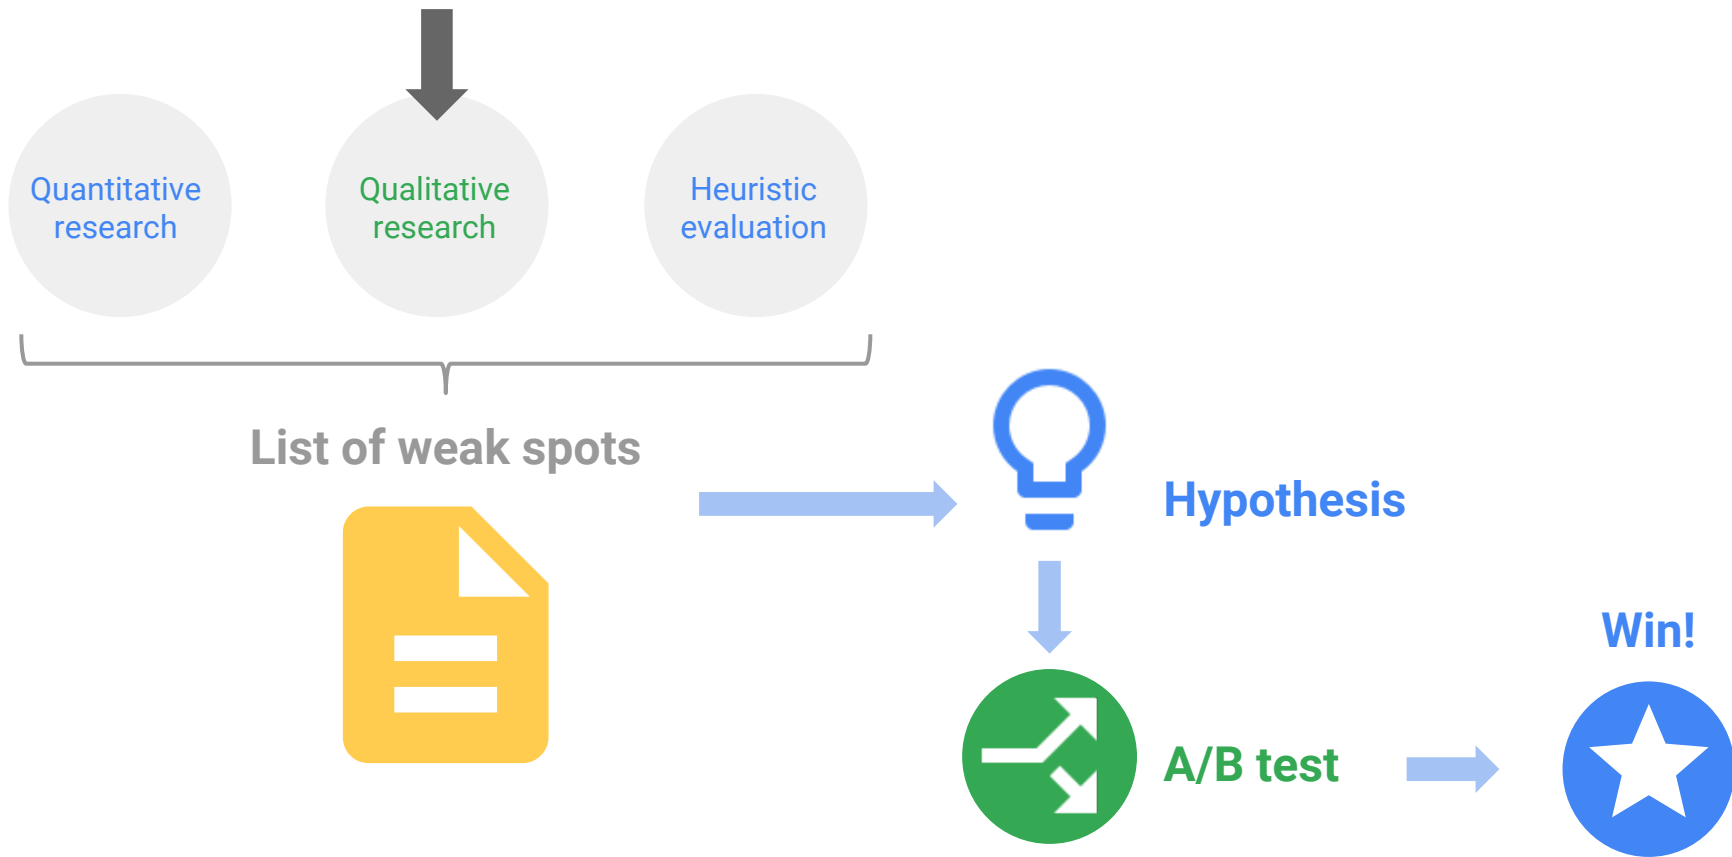 Quantitative
research
Qualitative
research
Heuristic
evaluation
List of weak spots
Hypothesis
Win!
A/B test